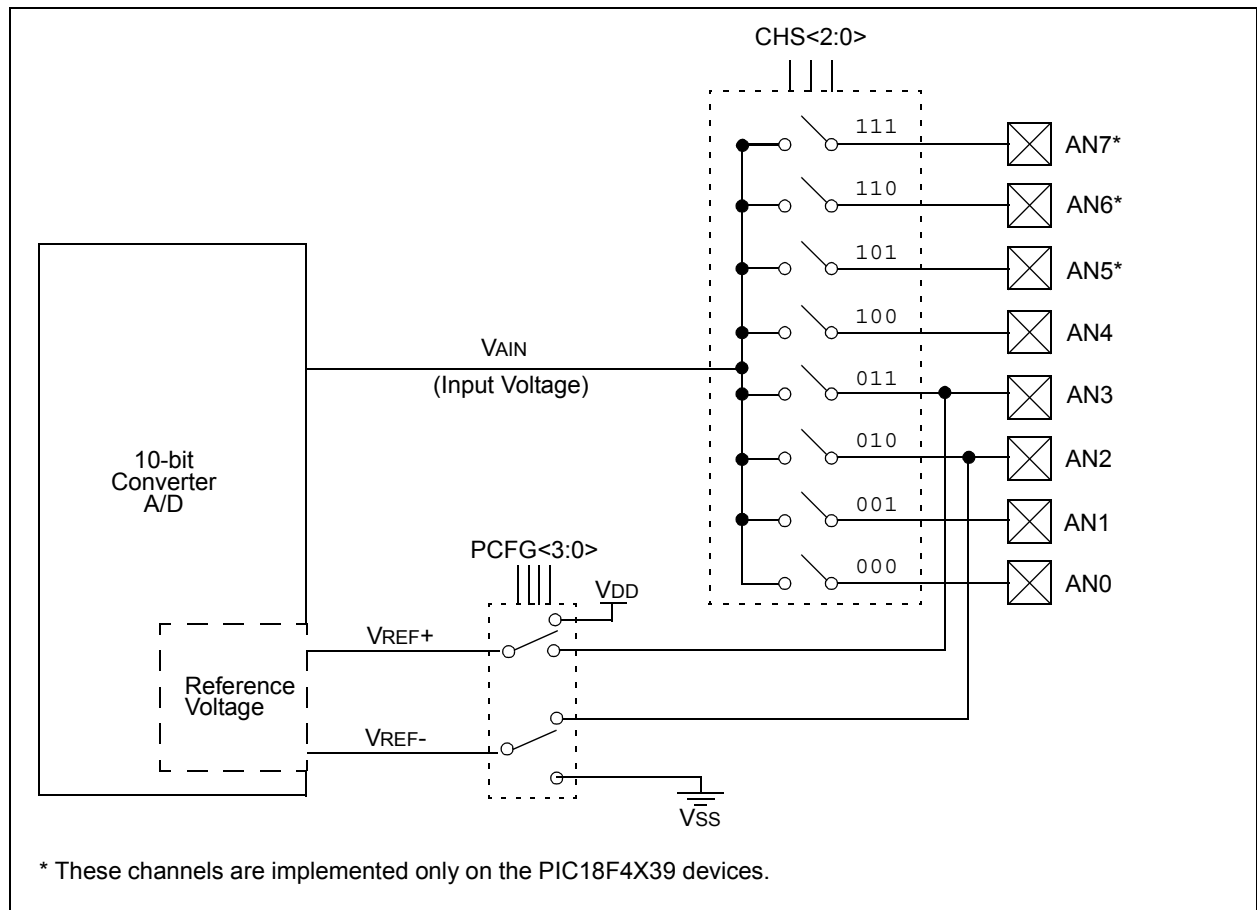 CHS<2:0>
111
AN7*
110
AN6*
101
AN5*
100
AN4
VAIN
(Input Voltage)
011
AN3
010
AN2
10-bit
Converter
A/D
001
AN1
PCFG<3:0>
000
AN0
VDD
VREF+
Reference
Voltage
VREF-
VSS
* These channels are implemented only on the PIC18F4X39 devices.